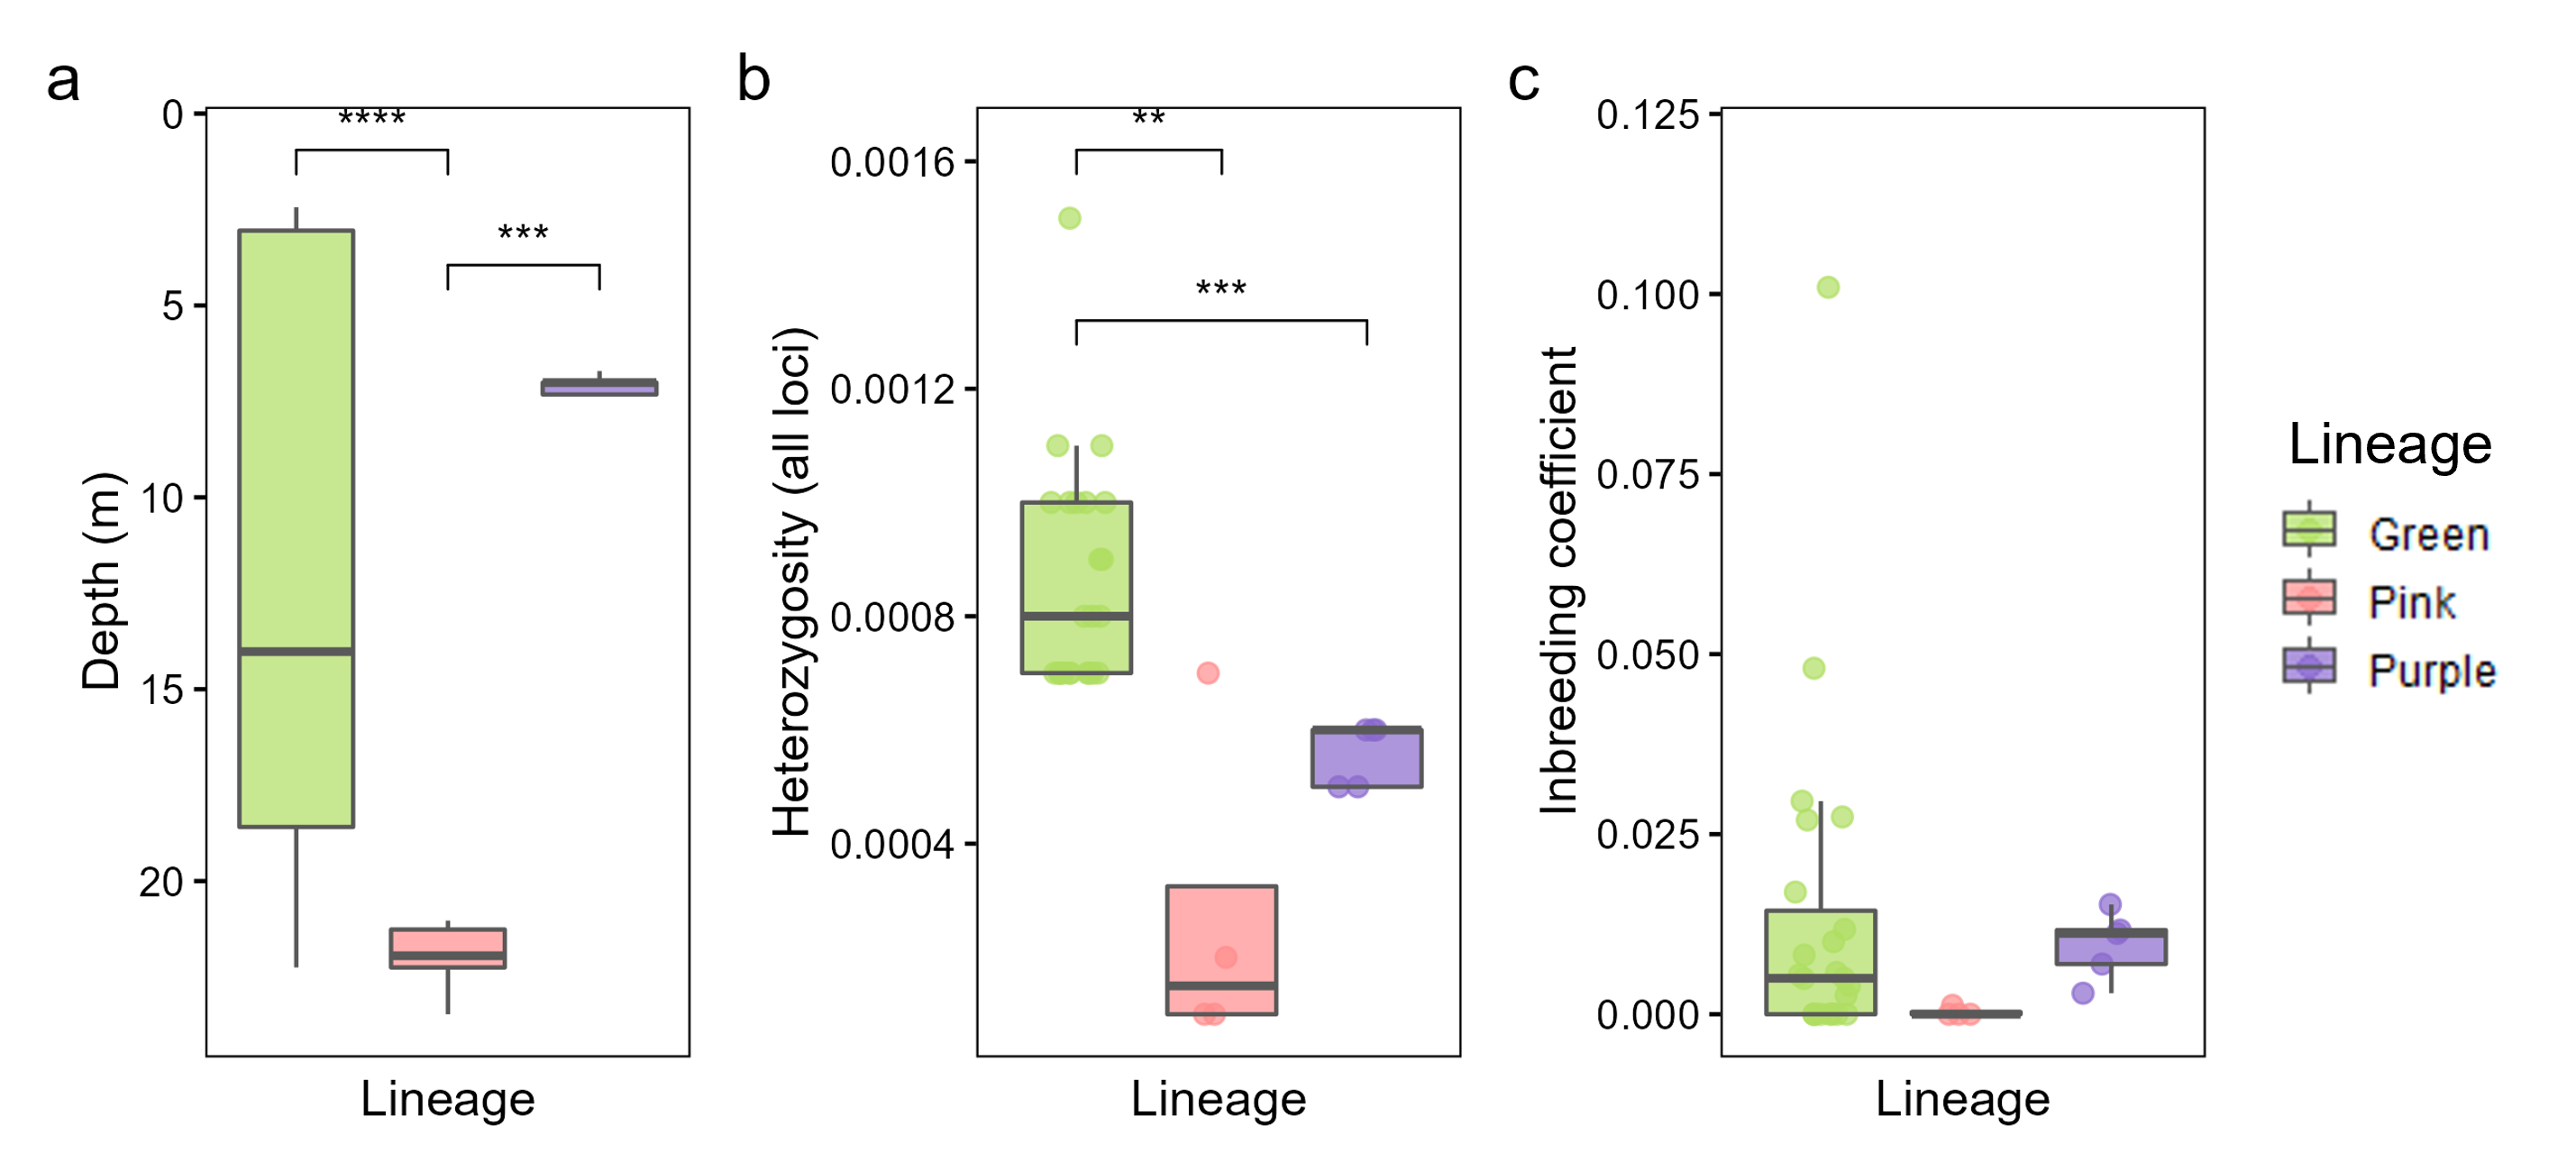 a
0
5
10
15
20
Depth (m)
****
***
Lineage
b
0.0016
0.0012
0.0008
0.0004
Heterozygosity (all loci)
**
***
Lineage
c
0.125
0.100
0.075
0.050
0.025
0.000
Inbreeding coefficient
Lineage
Lineage
Green
Pink
Purple